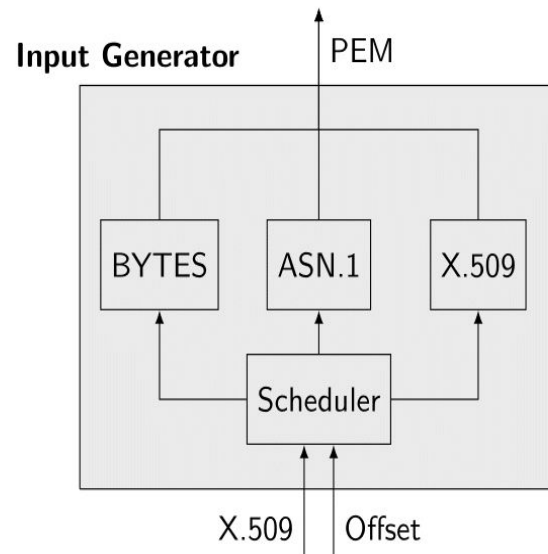 PEM
Input Generator
BYTES
ASN.1
X.509
Scheduler
X.509
Offset